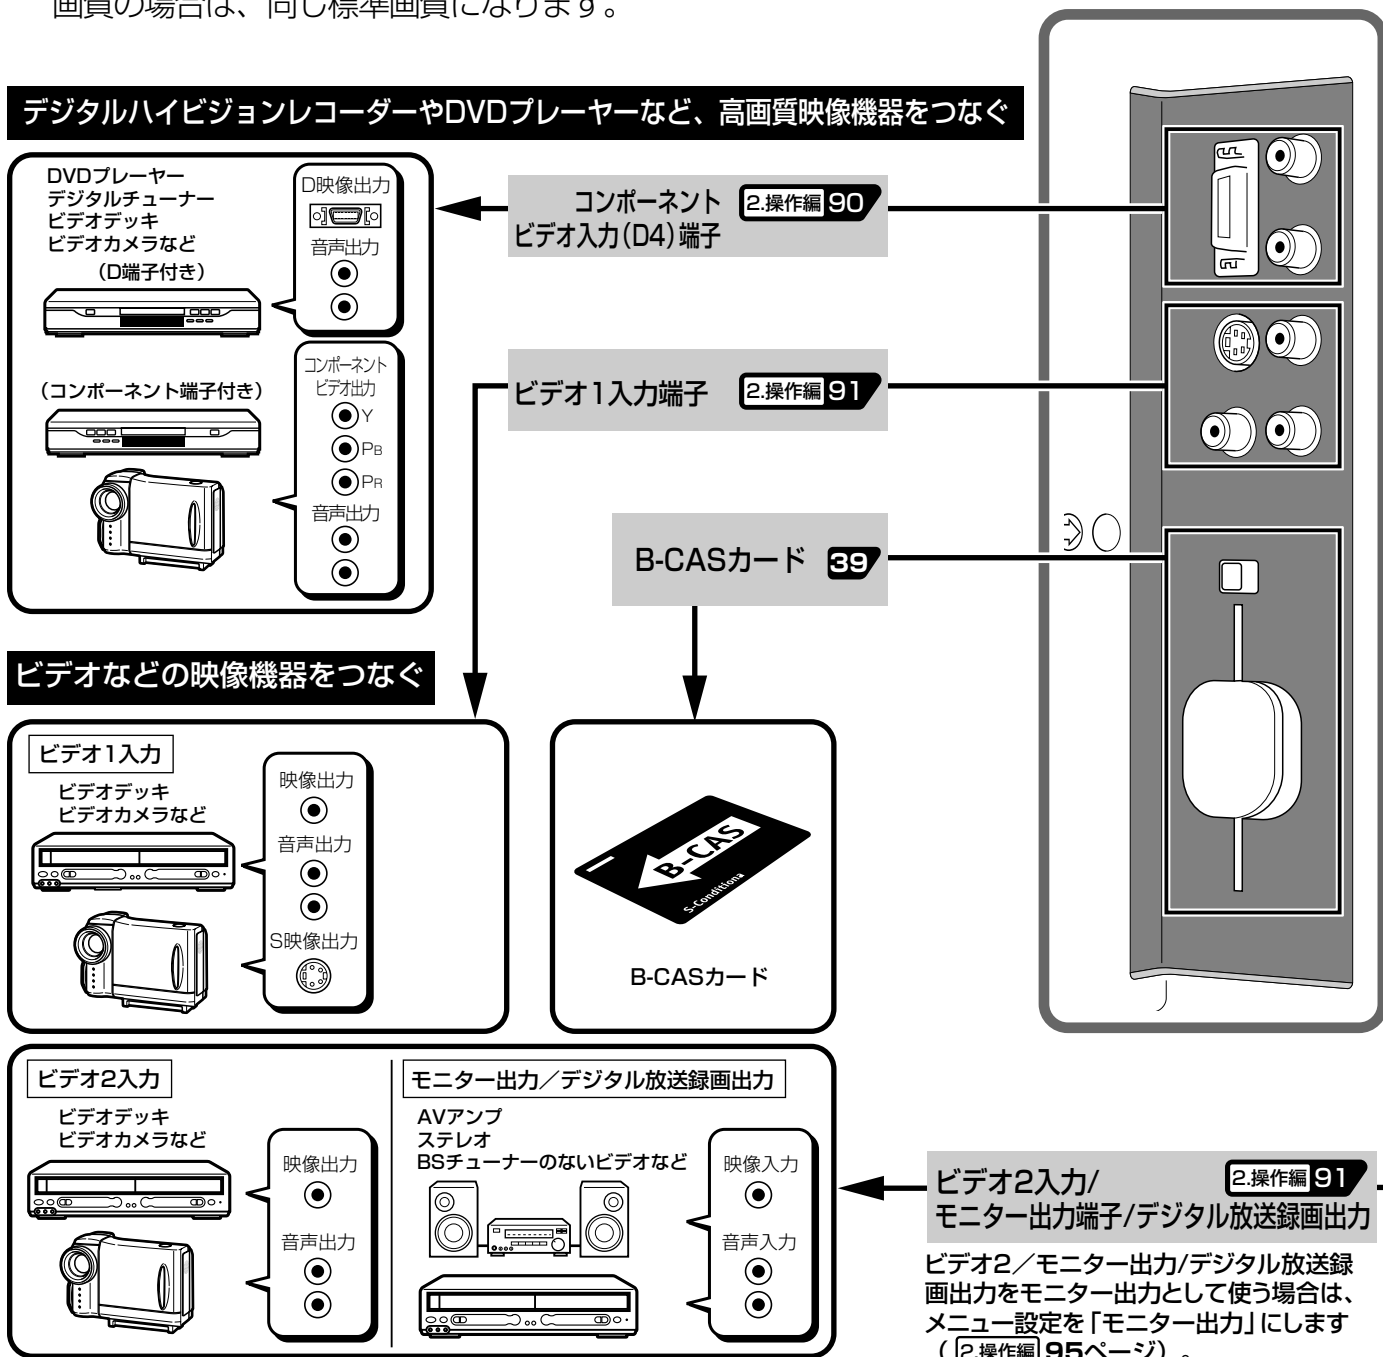 画質の場合は、同じ標準画質になります。
デジタルハイビジョンレコーダーやDVDプレーヤーなど、高画質映像機器をつなぐ
DVDプレーヤー
デジタルチューナー
ビデオデッキ
ビデオカメラなど
（D端子付き）
D映像出力
音声出力
（コンポーネント端子付き）
コンポーネント
ビデオ出力
Y
PB
PR
音声出力
コンポーネント
ビデオ入力（D4）端子
2.操作編 90
ビデオ1入力端子 2.操作編 91
B-CASカード 39
ビデオなどの映像機器をつなぐ
ビデオ1入力
ビデオデッキ
ビデオカメラなど
映像出力
音声出力
S映像出力
B-CAS
S-Conditiona
B-CASカード
ビデオ2入力
ビデオデッキ
ビデオカメラなど
映像出力
音声出力
モニター出力／デジタル放送録画出力
AVアンプ
ステレオ
BSチューナーのないビデオなど
映像入力
音声入力
ビデオ2入力/ 2.操作編 91
モニター出力端子/デジタル放送録画出力
ビデオ2／モニター出力/デジタル放送録
画出力をモニター出力として使う場合は、
メニュー設定を「モニター出力」にします
（2.操作編 95ページ）。